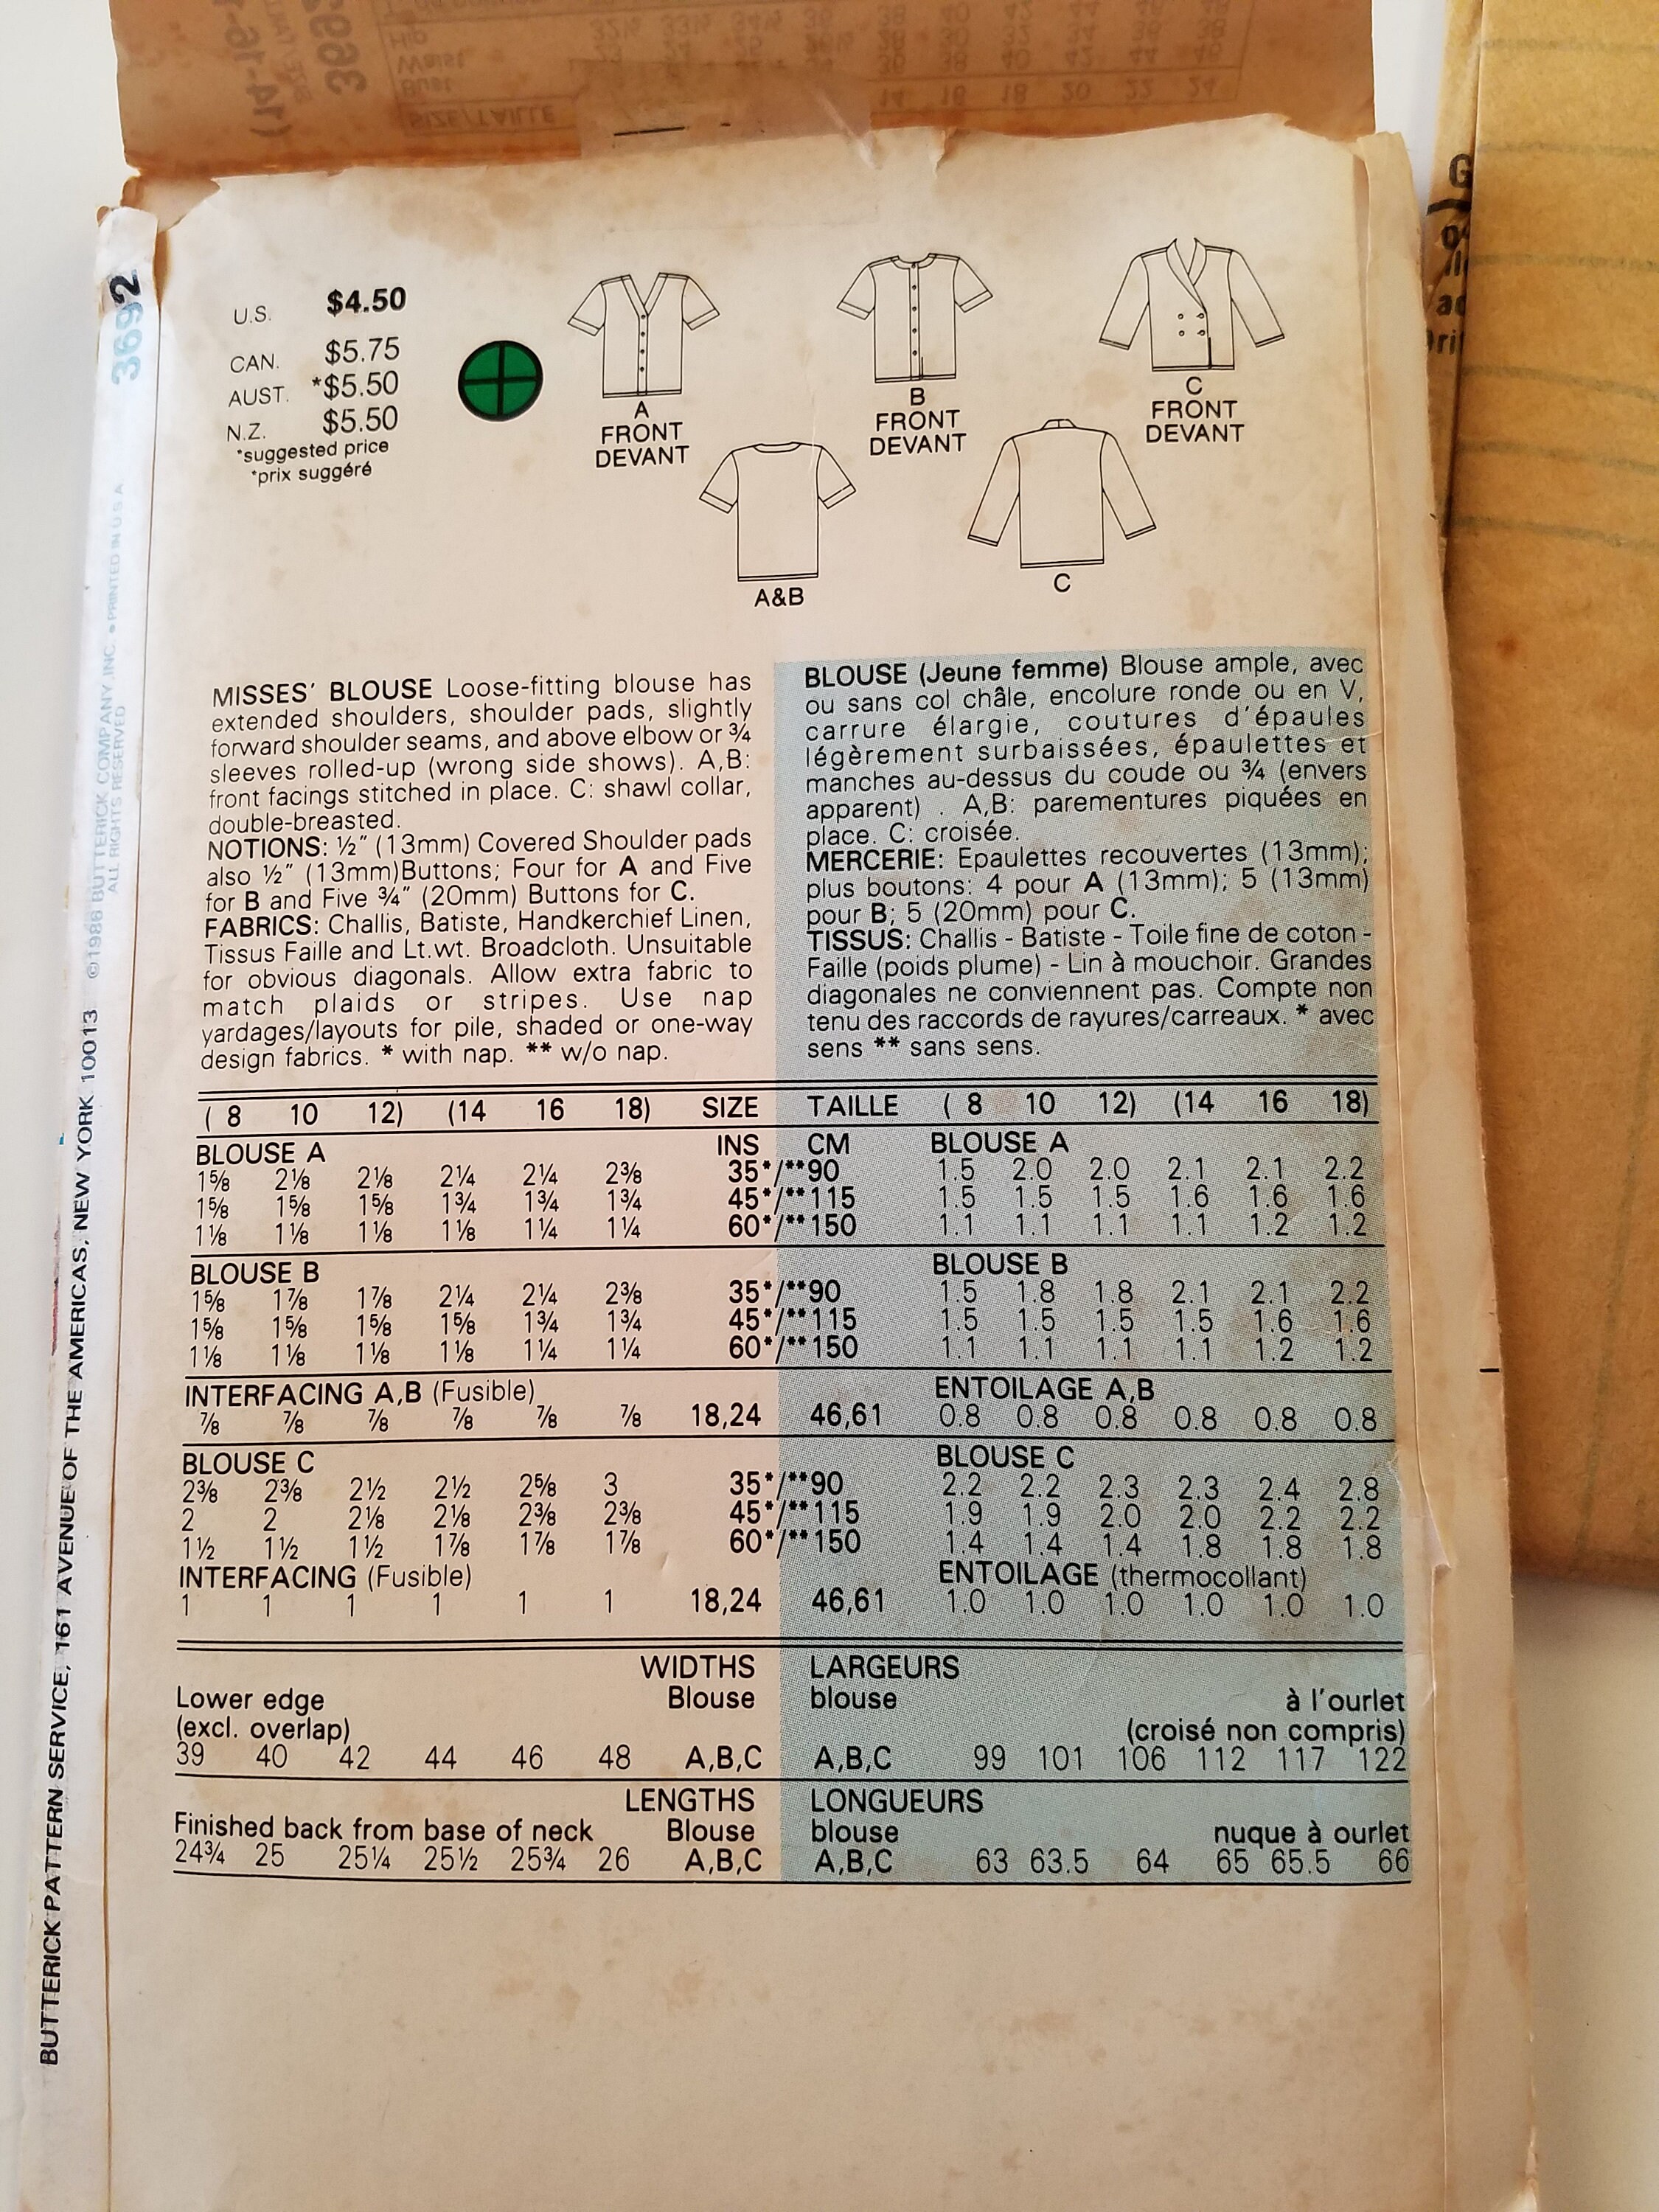 SIZE/TAILLE 14 16 18 20 22 24
Bust
Waist
Hip
(14-16-
3692
U.S. $4.50
CAN. $5.75
AUST. *$5.50
N.Z. $5.50
*suggested price
*prix suggéré
A
FRONT
DEVANT
B
FRONT
DEVANT
C
FRONT
DEVANT
A&B
C
MISSES' BLOUSE Loose-fitting blouse has
extended shoulders, shoulder pads, slightly
forward shoulder seams, and above elbow or ¾
sleeves rolled-up (wrong side shows). A,B:
front facings stitched in place. C: shawl collar,
double-breasted.
NOTIONS: ½" (13mm) Covered Shoulder pads
also ½" (13mm)Buttons; Four for A and Five
for B and Five ¾" (20mm) Buttons for C.
FABRICS: Challis, Batiste, Handkerchief Linen,
Tissus Faille and Lt.wt. Broadcloth. Unsuitable
for obvious diagonals. Allow extra fabric to
match plaids or stripes. Use nap
yardages/layouts for pile, shaded or one-way
design fabrics. * with nap. ** w/o nap.
BLOUSE (Jeune femme) Blouse ample, avec
ou sans col châle, encolure ronde ou en V,
carrure élargie, coutures d'épaules
légèrement surbaissées, épaulettes et
manches au-dessus du coude ou ¾ (envers
apparent) . A,B: parementures piquées en
place. C: croisée.
MERCERIE: Epaulettes recouvertes (13mm);
plus boutons: 4 pour A (13mm); 5 (13mm)
pour B; 5 (20mm) pour C.
TISSUS: Challis - Batiste - Toile fine de coton -
Faille (poids plume) - Lin à mouchoir. Grandes
diagonales ne conviennent pas. Compte non
tenu des raccords de rayures/carreaux. * avec
sens ** sans sens.
( 8 10 12) (14 16 18) SIZE TAILLE ( 8 10 12) (14 16 18)
BLOUSE A INS CM BLOUSE A
1⅝ 2⅛ 2⅛ 2¼ 2¼ 2⅜ 35*/**90 1.5 2.0 2.0 2.1 2.1 2.2
1⅝ 1⅝ 1⅝ 1¾ 1¾ 1¾ 45*/**115 1.5 1.5 1.5 1.6 1.6 1.6
1⅛ 1⅛ 1⅛ 1⅛ 1¼ 1¼ 60*/**150 1.1 1.1 1.1 1.1 1.2 1.2
BLOUSE B BLOUSE B
1⅝ 1⅞ 1⅞ 2¼ 2¼ 2⅜ 35*/**90 1.5 1.8 1.8 2.1 2.1 2.2
1⅝ 1⅝ 1⅝ 1⅝ 1¾ 1¾ 45*/**115 1.5 1.5 1.5 1.5 1.6 1.6
1⅛ 1⅛ 1⅛ 1⅛ 1¼ 1¼ 60*/**150 1.1 1.1 1.1 1.1 1.2 1.2
INTERFACING A,B (Fusible) ENTOILAGE A,B
⅞ ⅞ ⅞ ⅞ ⅞ ⅞ 18,24 46,61 0.8 0.8 0.8 0.8 0.8 0.8
BLOUSE C BLOUSE C
2⅜ 2⅜ 2½ 2½ 2⅝ 3 35*/**90 2.2 2.2 2.3 2.3 2.4 2.8
2 2 2⅛ 2⅛ 2⅜ 2⅜ 45*/**115 1.9 1.9 2.0 2.0 2.2 2.2
1½ 1½ 1½ 1⅞ 1⅞ 1⅞ 60*/**150 1.4 1.4 1.4 1.8 1.8 1.8
INTERFACING (Fusible) ENTOILAGE (thermocollant)
1 1 1 1 1 1 18,24 46,61 1.0 1.0 1.0 1.0 1.0 1.0
WIDTHS LARGEURS
Lower edge Blouse blouse à l'ourlet
(excl. overlap) (croisé non compris)
39 40 42 44 46 48 A,B,C A,B,C 99 101 106 112 117 122
LENGTHS LONGUEURS
Finished back from base of neck Blouse blouse nuque à ourlet
24¾ 25 25¼ 25½ 25¾ 26 A,B,C A,B,C 63 63.5 64 65 65.5 66
3692
BUTTERICK PATTERN SERVICE, 161 AVENUE OF THE AMERICAS, NEW YORK 10013 ©1986 BUTTERICK COMPANY, INC. • PRINTED IN U S A
ALL RIGHTS RESERVED
G